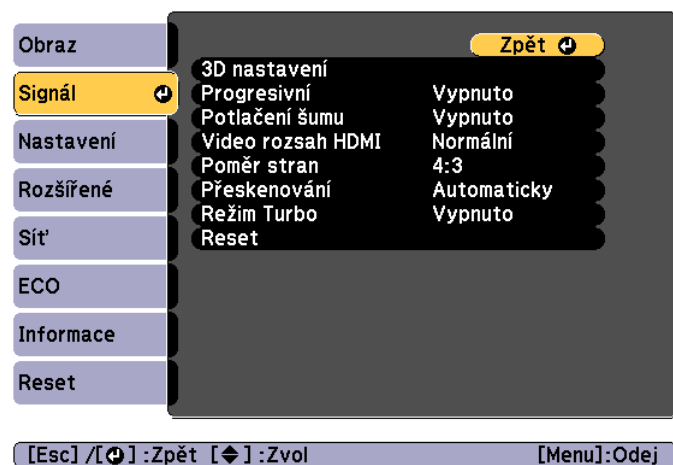 Obraz
Signál
Nastavení
Rozšířené
Síť
ECO
Informace
Reset
Zpět
3D nastavení
Progresivní Vypnuto
Potlačení šumu Vypnuto
Video rozsah HDMI Normální
Poměr stran 4:3
Přeskenování Automaticky
Režim Turbo Vypnuto
Reset
[Esc] /[ ] :Zpět [ ] :Zvol [Menu]:Odej